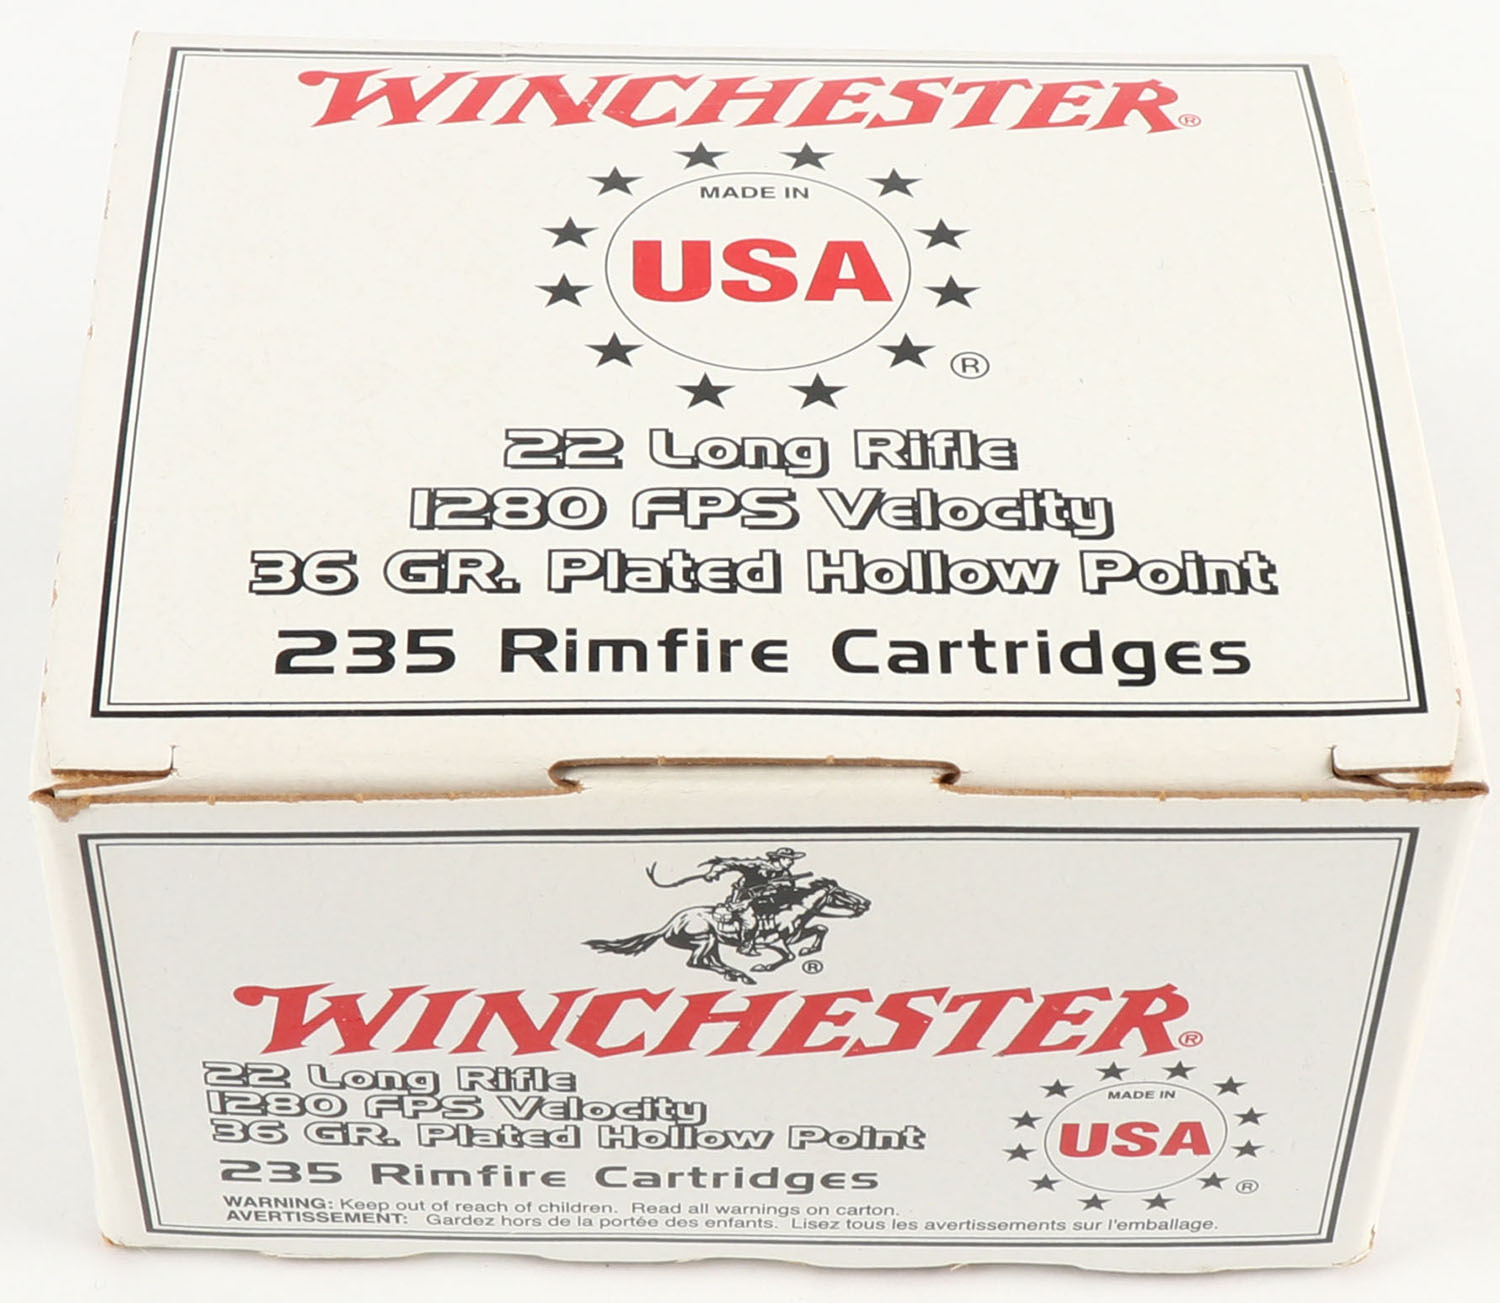 WINCHESTER®
MADE IN
USA
®
22 Long Rifle
1280 FPS Velocity
36 GR. Plated Hollow Point
235 Rimfire Cartridges
®
WINCHESTER®
22 Long Rifle
1280 FPS Velocity
36 GR. Plated Hollow Point
235 Rimfire Cartridges
MADE IN
USA
®
WARNING: Keep out of reach of children. Read all warnings on carton.
AVERTISSEMENT: Gardez hors de la portée des enfants. Lisez tous les avertissements sur l'emballage.